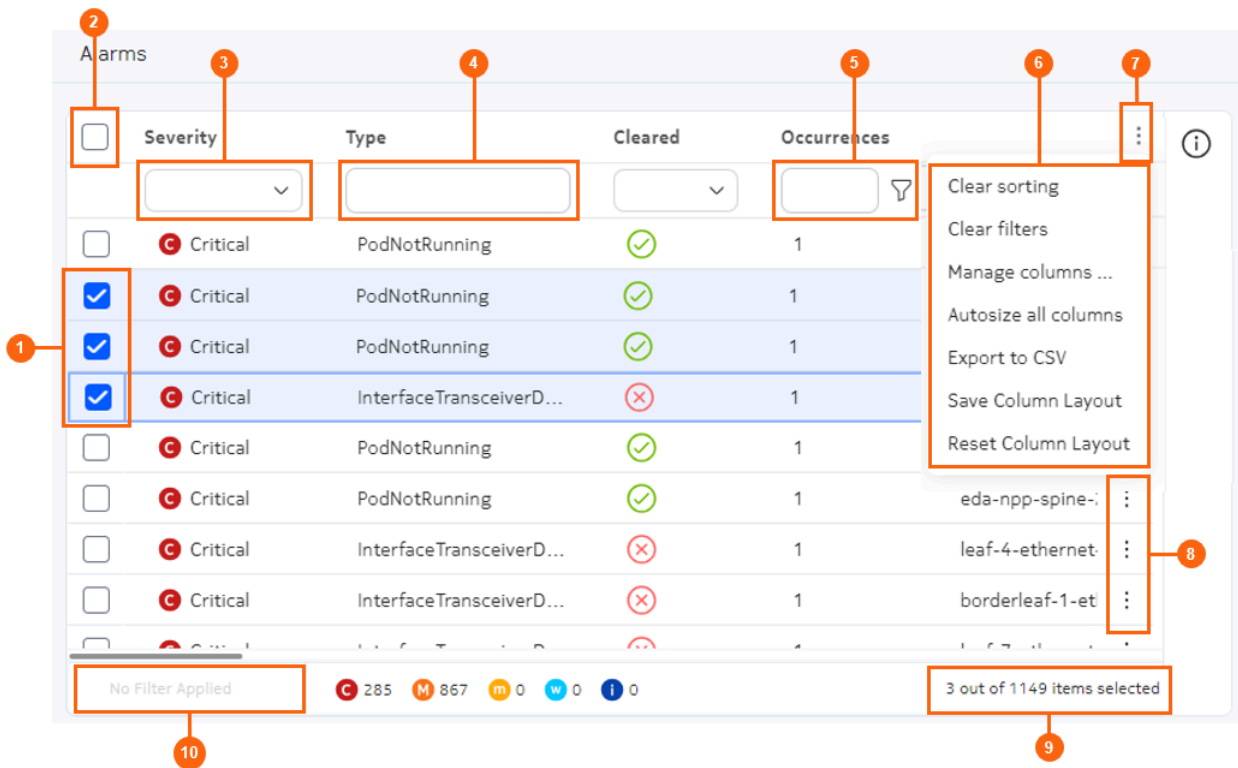 2
Alarms
3
4
5
6
7
Severity
Type
Cleared
Occurrences
Clear sorting
Clear filters
Manage columns ...
Autosize all columns
Export to CSV
Save Column Layout
Reset Column Layout
C Critical PodNotRunning 1
C Critical PodNotRunning 1
1
C Critical PodNotRunning 1
C Critical InterfaceTransceiverD... 1
C Critical PodNotRunning 1
C Critical PodNotRunning 1 eda-npp-spine-
C Critical InterfaceTransceiverD... 1 leaf-4-ethernet-
8
C Critical InterfaceTransceiverD... 1 borderleaf-1-et
No Filter Applied
C 285 M 867 m 0 w 0 i 0
3 out of 1149 items selected
10
9